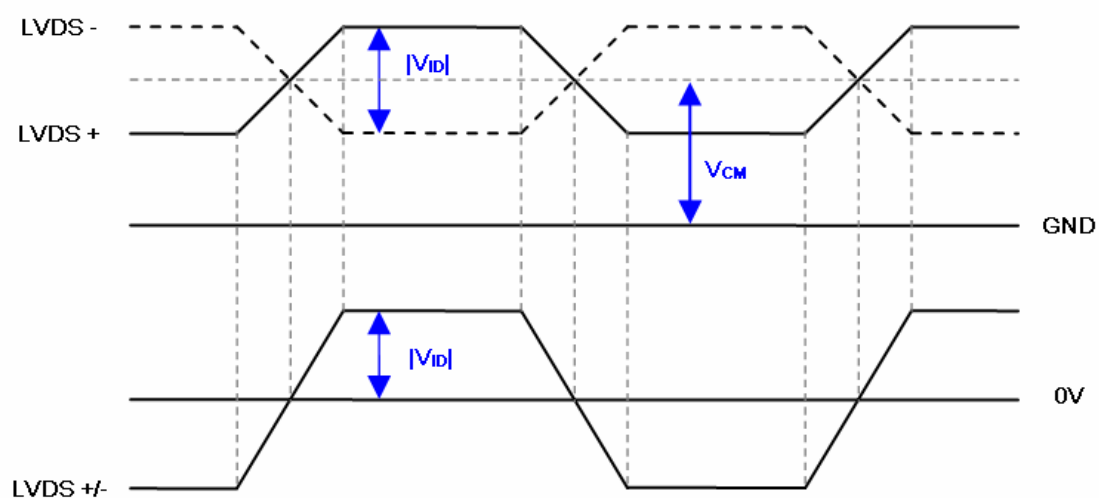 LVDS -
|VID|
LVDS +
VCM
GND
|VID|
0V
LVDS +/-